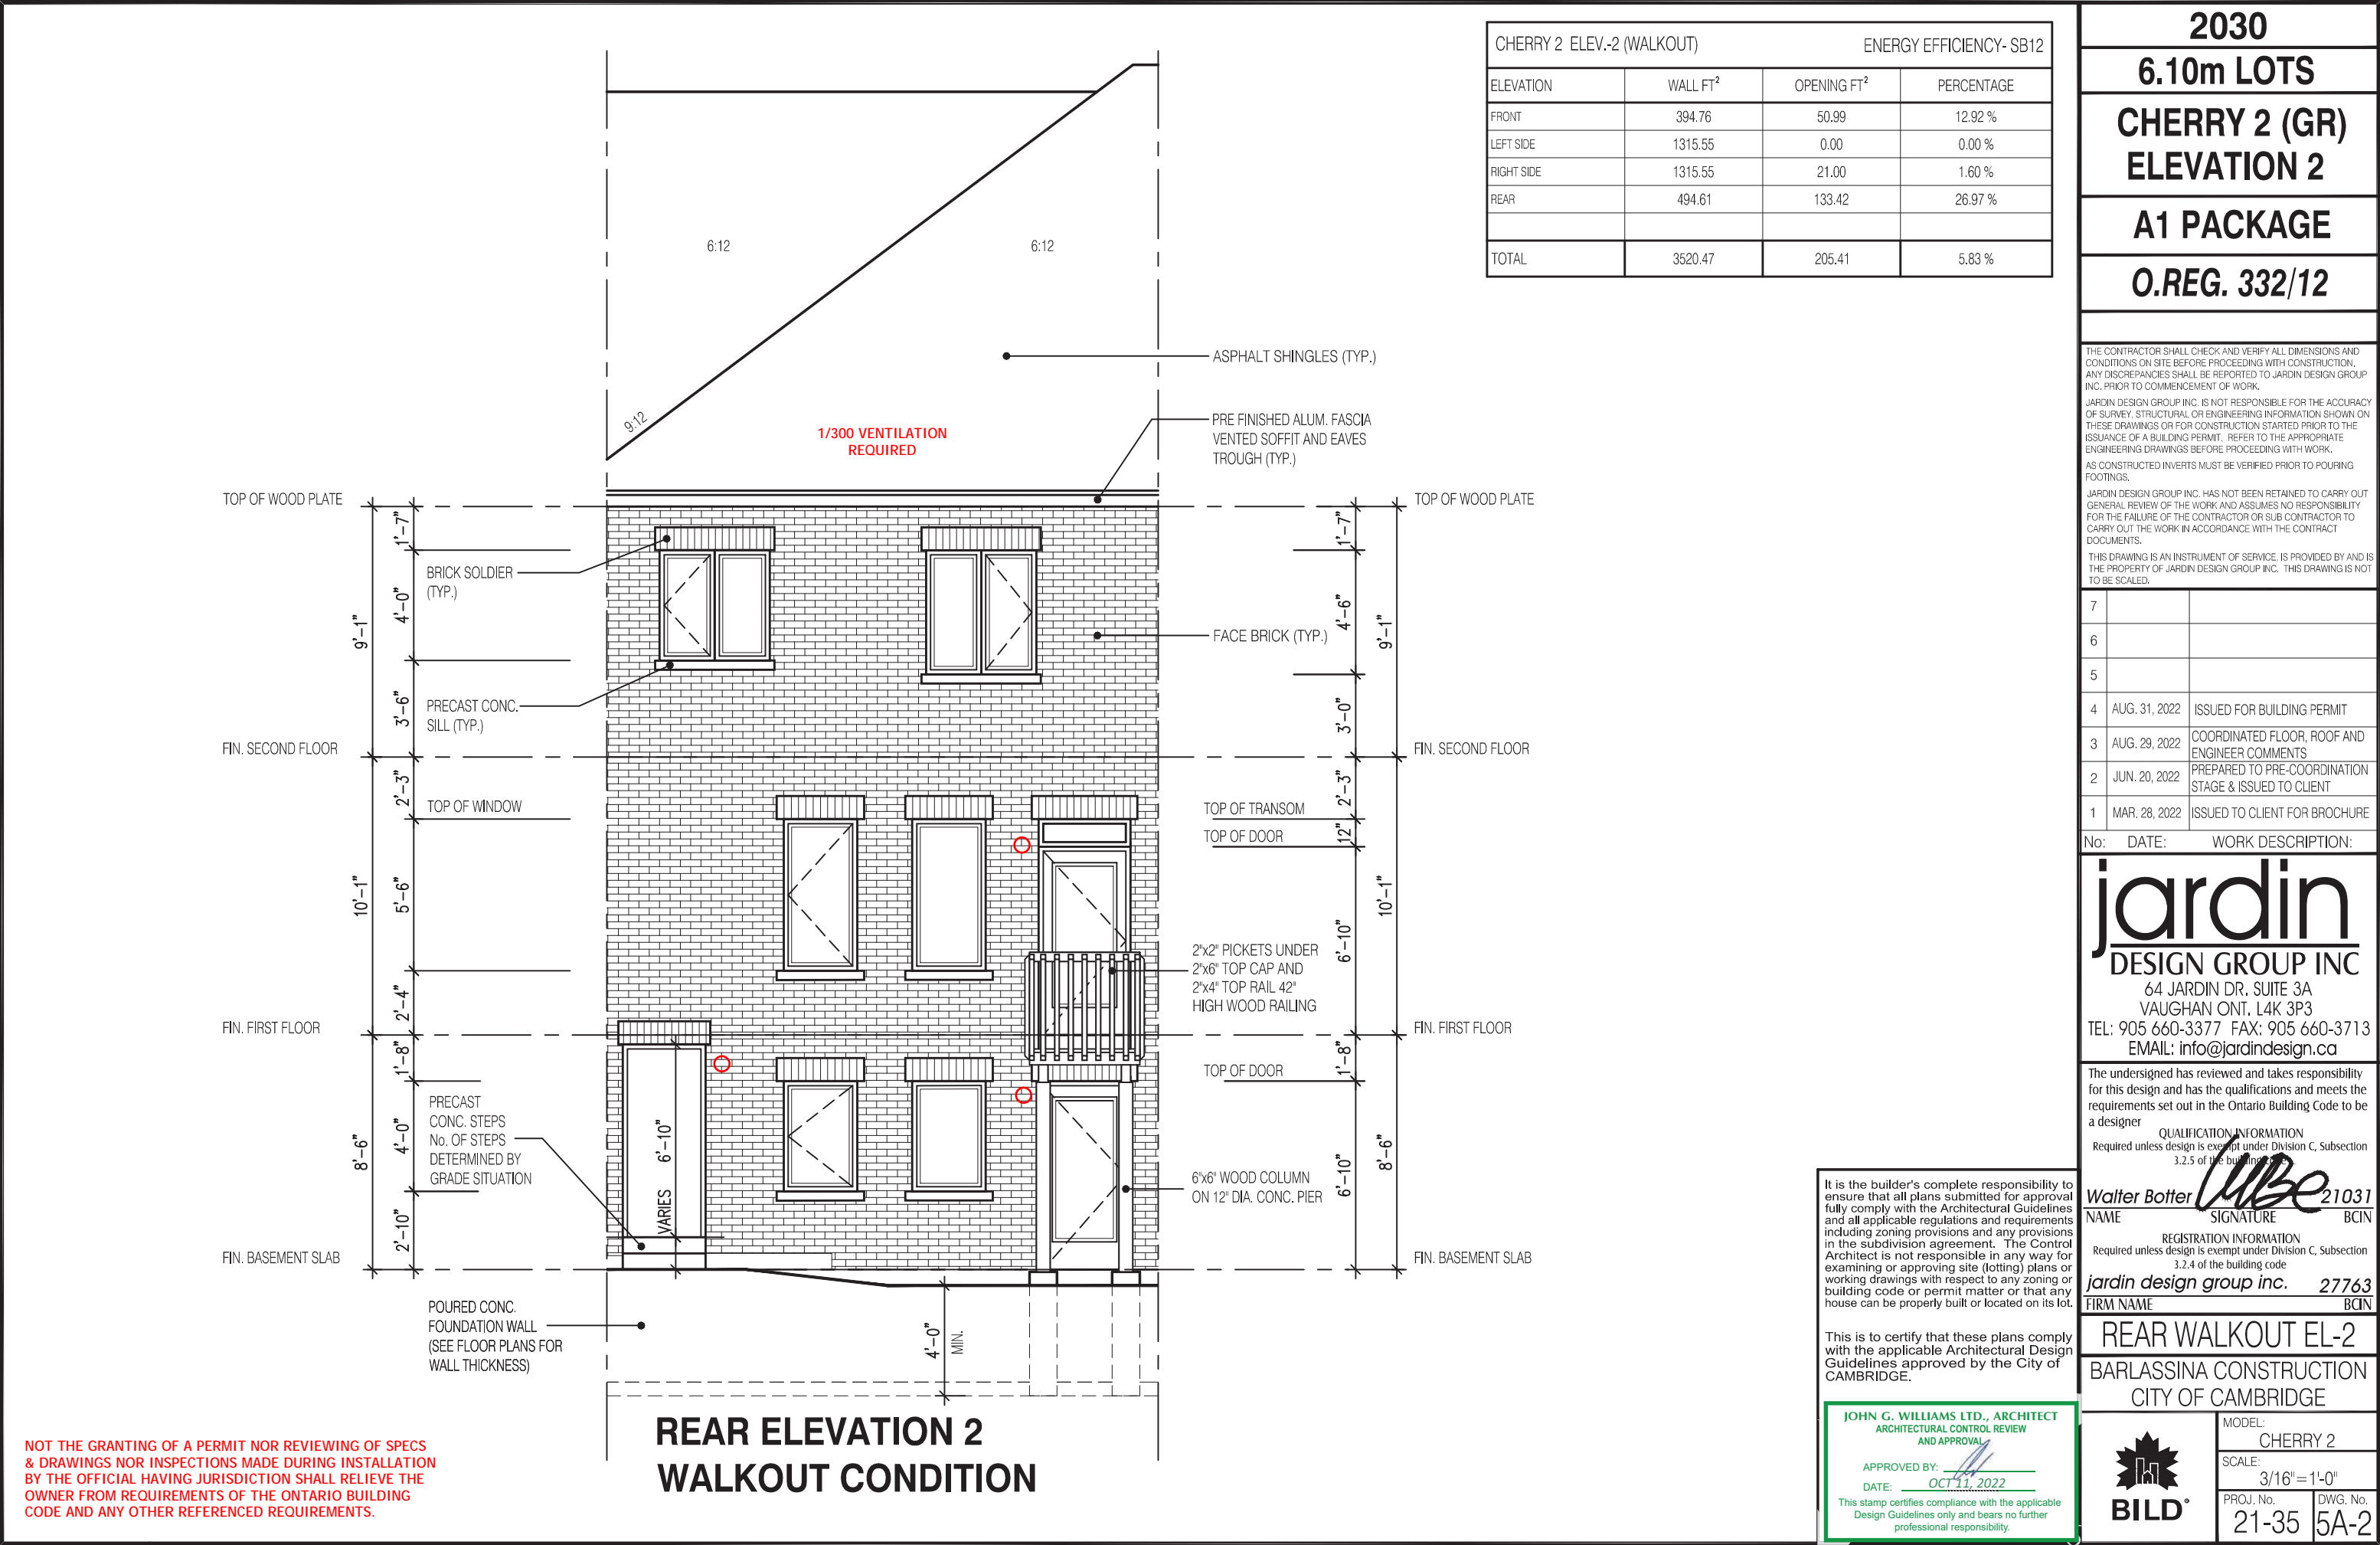 CHERRY 2 ELEV.-2 (WALKOUT) ENERGY EFFICIENCY- SB12
ELEVATION WALL FT² OPENING FT² PERCENTAGE
FRONT 394.76 50.99 12.92 %
LEFT SIDE 1315.55 0.00 0.00 %
RIGHT SIDE 1315.55 21.00 1.60 %
REAR 494.61 133.42 26.97 %
TOTAL 3520.47 205.41 5.83 %
6:12
6:12
9:12
1/300 VENTILATION
REQUIRED
ASPHALT SHINGLES (TYP.)
PRE FINISHED ALUM. FASCIA
VENTED SOFFIT AND EAVES
TROUGH (TYP.)
TOP OF WOOD PLATE
TOP OF WOOD PLATE
1'-7"
4'-0"
3'-6"
9'-1"
BRICK SOLDIER
(TYP.)
PRECAST CONC.
SILL (TYP.)
1'-7"
4'-6"
3'-0"
9'-1"
FACE BRICK (TYP.)
FIN. SECOND FLOOR
FIN. SECOND FLOOR
2'-3"
5'-6"
2'-4"
10'-1"
TOP OF WINDOW
TOP OF TRANSOM
TOP OF DOOR
2'-3"
12"
6'-10"
10'-1"
2"x2" PICKETS UNDER
2"x6" TOP CAP AND
2"x4" TOP RAIL 42"
HIGH WOOD RAILING
FIN. FIRST FLOOR
FIN. FIRST FLOOR
1'-8"
4'-0"
2'-10"
8'-6"
PRECAST
CONC. STEPS
No. OF STEPS
DETERMINED BY
GRADE SITUATION
VARIES 6'-10"
TOP OF DOOR
1'-8"
6'-10"
8'-6"
6"x6" WOOD COLUMN
ON 12" DIA. CONC. PIER
FIN. BASEMENT SLAB
FIN. BASEMENT SLAB
POURED CONC.
FOUNDATION WALL
(SEE FLOOR PLANS FOR
WALL THICKNESS)
4'-0"
MIN.
REAR ELEVATION 2
WALKOUT CONDITION
NOT THE GRANTING OF A PERMIT NOR REVIEWING OF SPECS
& DRAWINGS NOR INSPECTIONS MADE DURING INSTALLATION
BY THE OFFICIAL HAVING JURISDICTION SHALL RELIEVE THE
OWNER FROM REQUIREMENTS OF THE ONTARIO BUILDING
CODE AND ANY OTHER REFERENCED REQUIREMENTS.
It is the builder's complete responsibility to
ensure that all plans submitted for approval
fully comply with the Architectural Guidelines
and all applicable regulations and requirements
including zoning provisions and any provisions
in the subdivision agreement. The Control
Architect is not responsible in any way for
examining or approving site (lotting) plans or
working drawings with respect to any zoning or
building code or permit matter or that any
house can be properly built or located on its lot.
This is to certify that these plans comply
with the applicable Architectural Design
Guidelines approved by the City of
CAMBRIDGE.
JOHN G. WILLIAMS LTD., ARCHITECT
ARCHITECTURAL CONTROL REVIEW
AND APPROVAL
APPROVED BY:
DATE: OCT 11, 2022
This stamp certifies compliance with the applicable
Design Guidelines only and bears no further
professional responsibility.
2030
6.10m LOTS
CHERRY 2 (GR)
ELEVATION 2
A1 PACKAGE
O.REG. 332/12
THE CONTRACTOR SHALL CHECK AND VERIFY ALL DIMENSIONS AND
CONDITIONS ON SITE BEFORE PROCEEDING WITH CONSTRUCTION.
ANY DISCREPANCIES SHALL BE REPORTED TO JARDIN DESIGN GROUP
INC. PRIOR TO COMMENCEMENT OF WORK.
JARDIN DESIGN GROUP INC. IS NOT RESPONSIBLE FOR THE ACCURACY
OF SURVEY, STRUCTURAL OR ENGINEERING INFORMATION SHOWN ON
THESE DRAWINGS OR FOR CONSTRUCTION STARTED PRIOR TO THE
ISSUANCE OF A BUILDING PERMIT. REFER TO THE APPROPRIATE
ENGINEERING DRAWINGS BEFORE PROCEEDING WITH WORK.
AS CONSTRUCTED INVERTS MUST BE VERIFIED PRIOR TO POURING
FOOTINGS.
JARDIN DESIGN GROUP INC. HAS NOT BEEN RETAINED TO CARRY OUT
GENERAL REVIEW OF THE WORK AND ASSUMES NO RESPONSIBILITY
FOR THE FAILURE OF THE CONTRACTOR OR SUB CONTRACTOR TO
CARRY OUT THE WORK IN ACCORDANCE WITH THE CONTRACT
DOCUMENTS.
THIS DRAWING IS AN INSTRUMENT OF SERVICE, IS PROVIDED BY AND IS
THE PROPERTY OF JARDIN DESIGN GROUP INC. THIS DRAWING IS NOT
TO BE SCALED.
7
6
5
4 AUG. 31, 2022 ISSUED FOR BUILDING PERMIT
3 AUG. 29, 2022 COORDINATED FLOOR, ROOF AND
ENGINEER COMMENTS
2 JUN. 20, 2022 PREPARED TO PRE-COORDINATION
STAGE & ISSUED TO CLIENT
1 MAR. 28, 2022 ISSUED TO CLIENT FOR BROCHURE
No: DATE: WORK DESCRIPTION:
jardin
DESIGN GROUP INC
64 JARDIN DR. SUITE 3A
VAUGHAN ONT. L4K 3P3
TEL: 905 660-3377 FAX: 905 660-3713
EMAIL: info@jardindesign.ca
The undersigned has reviewed and takes responsibility
for this design and has the qualifications and meets the
requirements set out in the Ontario Building Code to be
a designer
QUALIFICATION INFORMATION
Required unless design is exempt under Division C, Subsection
3.2.5 of the building code
Walter Botter 21031
NAME SIGNATURE BCIN
REGISTRATION INFORMATION
Required unless design is exempt under Division C, Subsection
3.2.4 of the building code
jardin design group inc. 27763
FIRM NAME BCIN
REAR WALKOUT EL-2
BARLASSINA CONSTRUCTION
CITY OF CAMBRIDGE
BILD
MODEL:
CHERRY 2
SCALE:
3/16"=1'-0"
PROJ. No. DWG. No.
21-35 5A-2